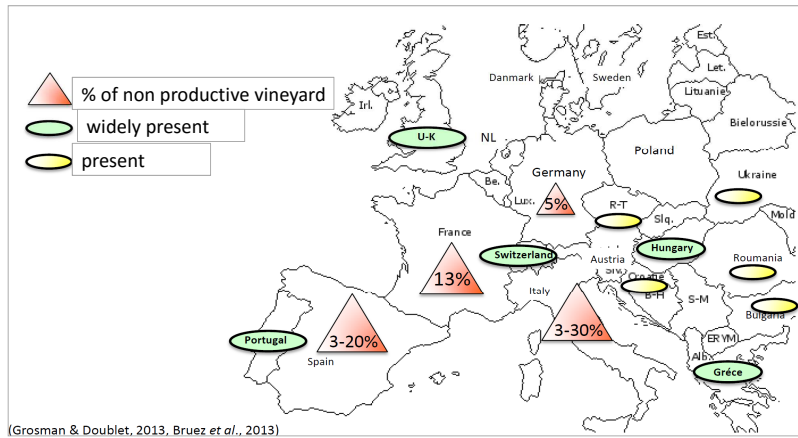 % of non productive vineyard
widely present
present
Est.
Let.
Lituanie
Danmark
Sweden
Irl.
Bielorussie
U-K
NL
Poland
Germany
Be.
Lux.
5%
Ukraine
R-T
Slq.
Mold
France
Switzerland
Austria
Hungary
Roumania
13%
Croatie
B-H
Italy
S-M
Bulgaria
3-30%
3-20%
Portugal
Spain
ERYM
Alb.
Gréce
(Grosman & Doublet, 2013, Bruez et al., 2013)